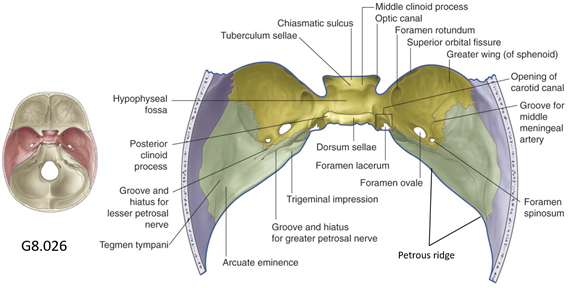 Middle clinoid process
Chiasmatic sulcus
Optic canal
Tuberculum sellae
Foramen rotundum
Superior orbital fissure
Greater wing (of sphenoid)
Opening of
carotid canal
Hypophyseal
fossa
Groove for
middle
meningeal
artery
Posterior
clinoid
process
Dorsum sellae
Foramen lacerum
Groove and
hiatus for
lesser petrosal
nerve
Foramen ovale
Trigeminal impression
Foramen
spinosum
Groove and hiatus
for greater petrosal nerve
Tegmen tympani
Petrous ridge
Arcuate eminence
G8.026